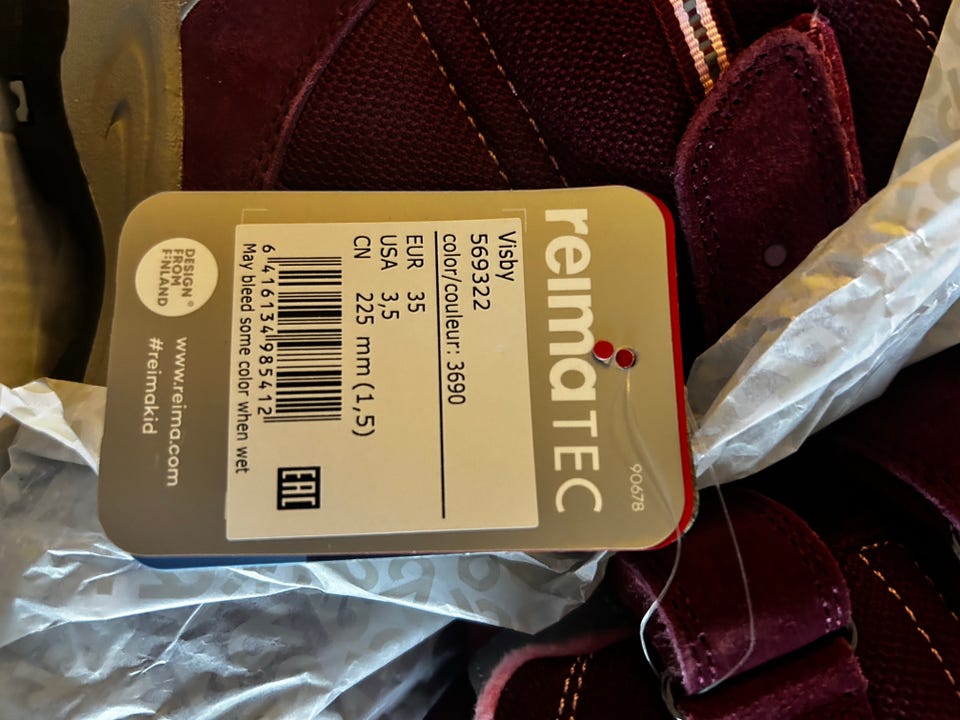 reima TEC
90678
Visby
569322
color/couleur: 3690
EUR 35
USA 3,5
CN 225 mm (1,5)
6 416134 985412
May bleed some color when wet
EAC
DESIGN ®
FROM
FINLAND
www.reima.com
#reimakid